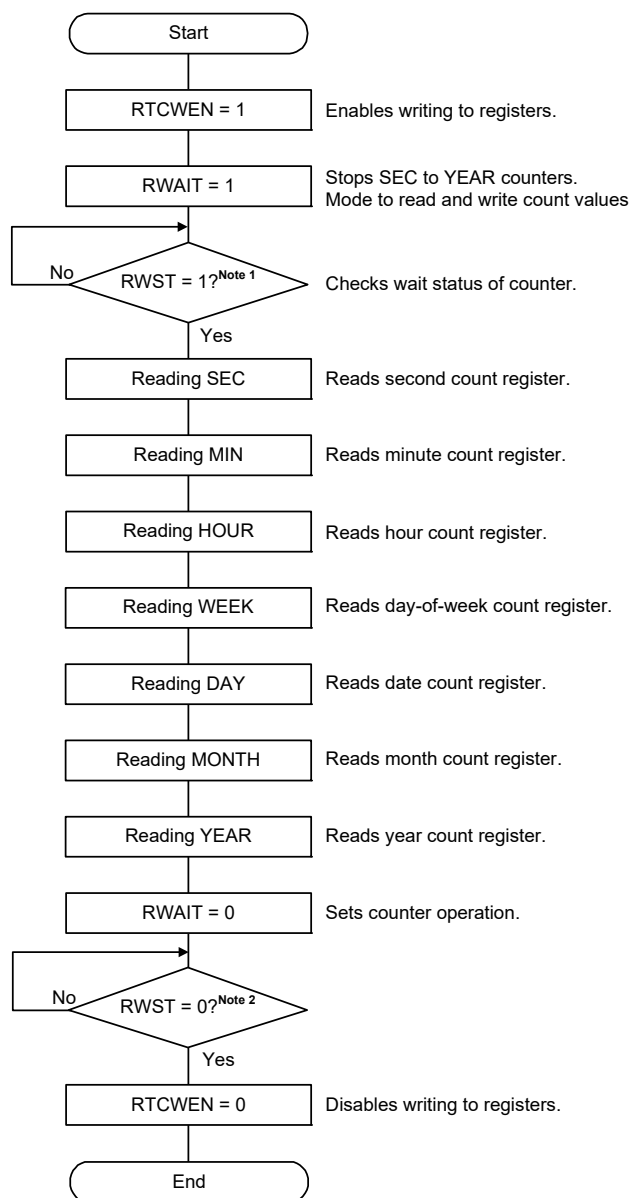 Start
RTCWEN = 1
Enables writing to registers.
RWAIT = 1
Stops SEC to YEAR counters.
Mode to read and write count values
No
RWST = 1?Note 1
Checks wait status of counter.
Yes
Reading SEC
Reads second count register.
Reading MIN
Reads minute count register.
Reading HOUR
Reads hour count register.
Reading WEEK
Reads day-of-week count register.
Reading DAY
Reads date count register.
Reading MONTH
Reads month count register.
Reading YEAR
Reads year count register.
RWAIT = 0
Sets counter operation.
No
RWST = 0?Note 2
Yes
RTCWEN = 0
Disables writing to registers.
End